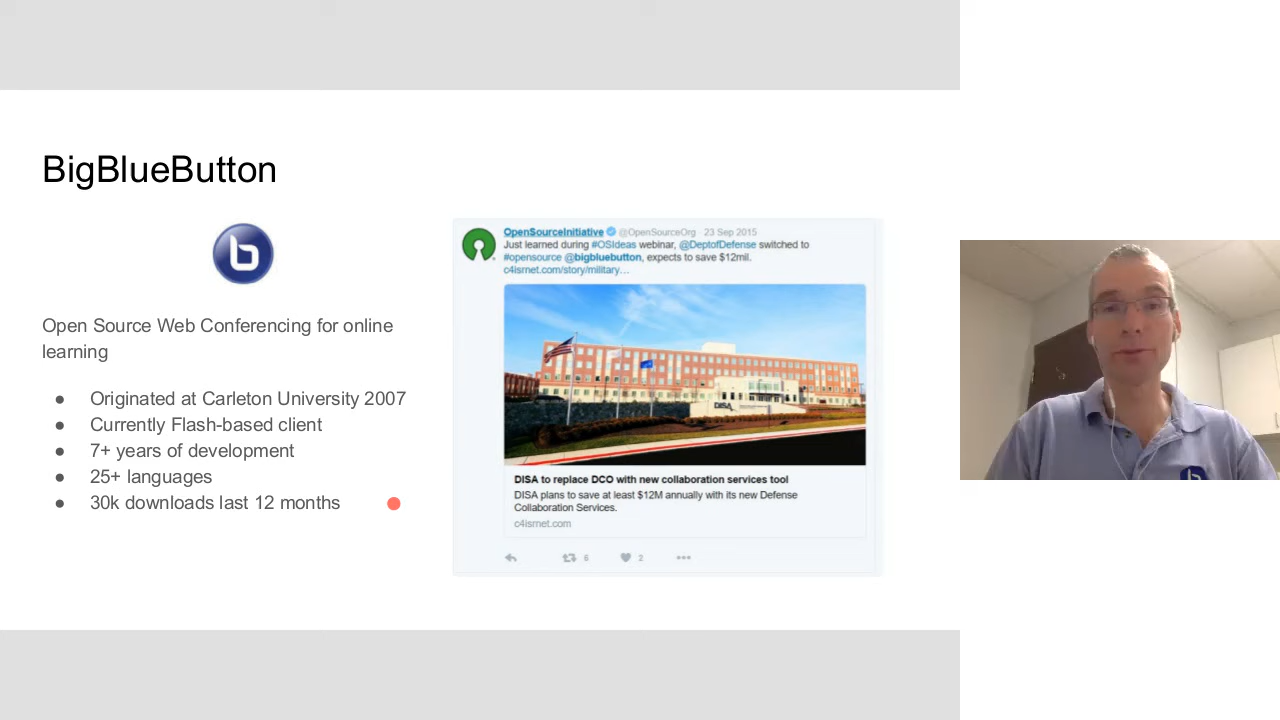 BigBlueButton
b
Open Source Web Conferencing for online
learning
● Originated at Carleton University 2007
● Currently Flash-based client
● 7+ years of development
● 25+ languages
● 30k downloads last 12 months
OpenSourceInitiative @OpenSourceOrg · 23 Sep 2015
Just learned during #OSIdeas webinar, @DeptofDefense switched to
#opensource @bigbluebutton, expects to save $12mil.
c4isrnet.com/story/military…
DISA
DISA to replace DCO with new collaboration services tool
DISA plans to save at least $12M annually with its new Defense
Collaboration Services.
c4isrnet.com
6 2